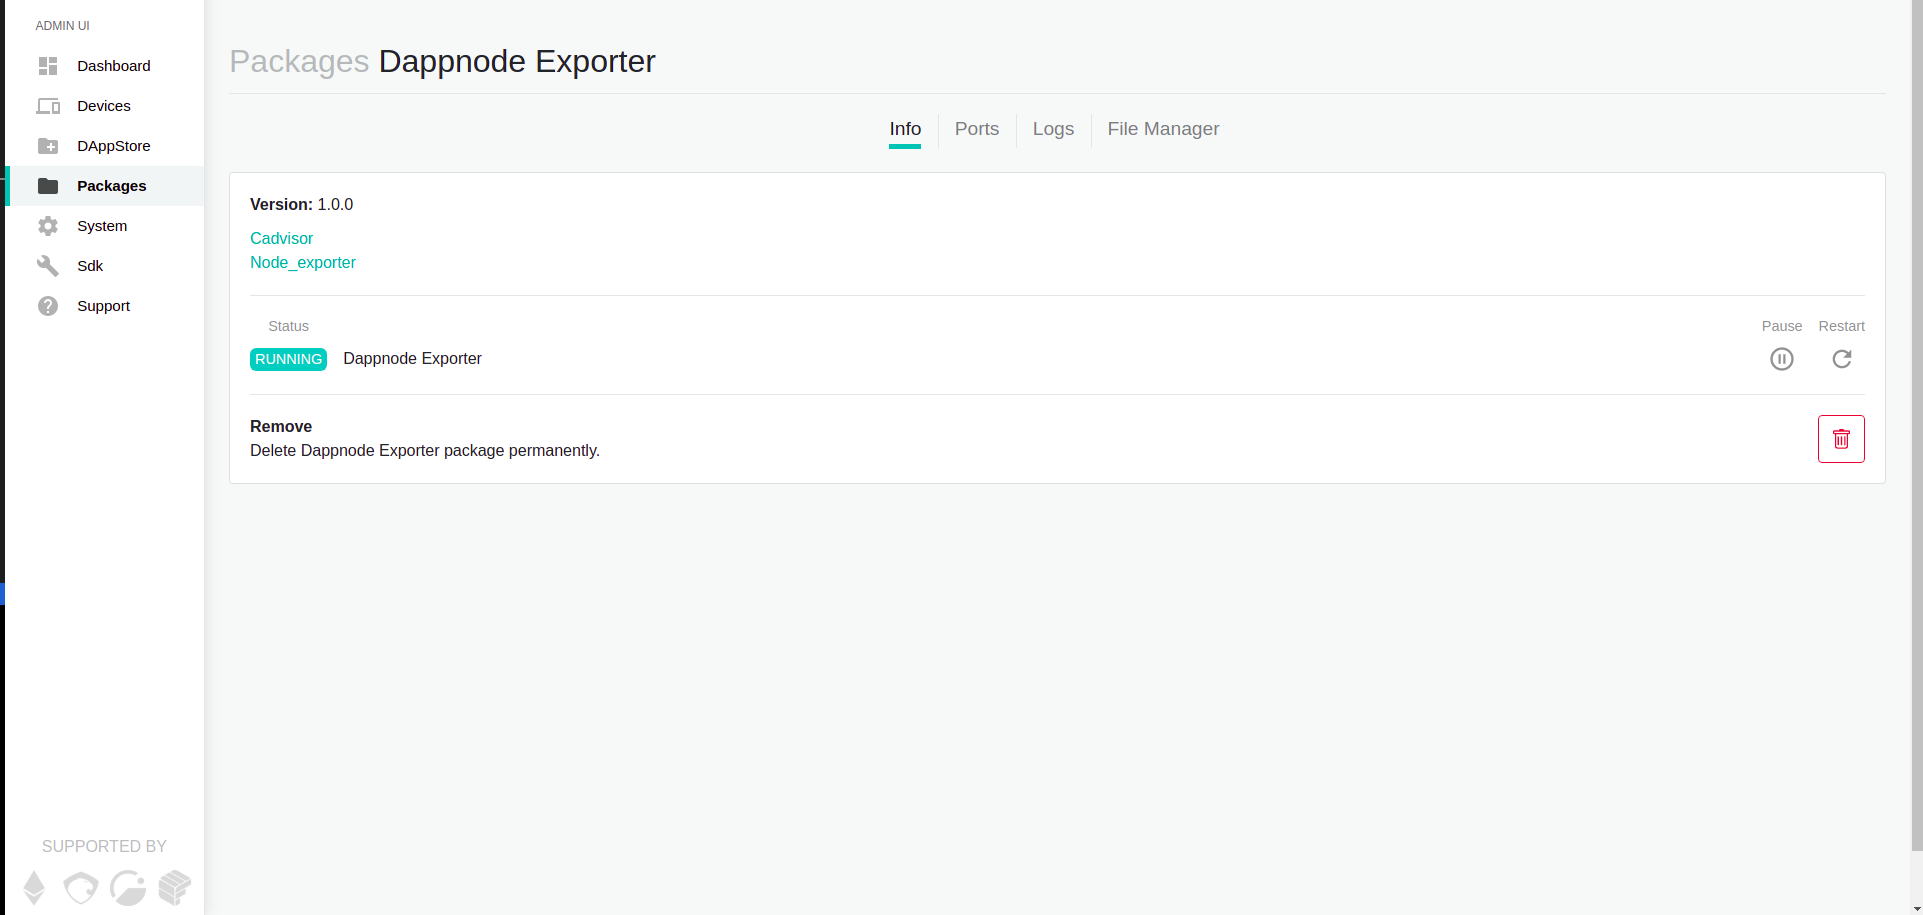 ADMIN UI
Dashboard
Devices
DAppStore
Packages
System
Sdk
Support
SUPPORTED BY
Packages Dappnode Exporter
Info
Ports
Logs
File Manager
Version: 1.0.0
Cadvisor
Node_exporter
Status
Pause
Restart
RUNNING
Dappnode Exporter
Remove
Delete Dappnode Exporter package permanently.